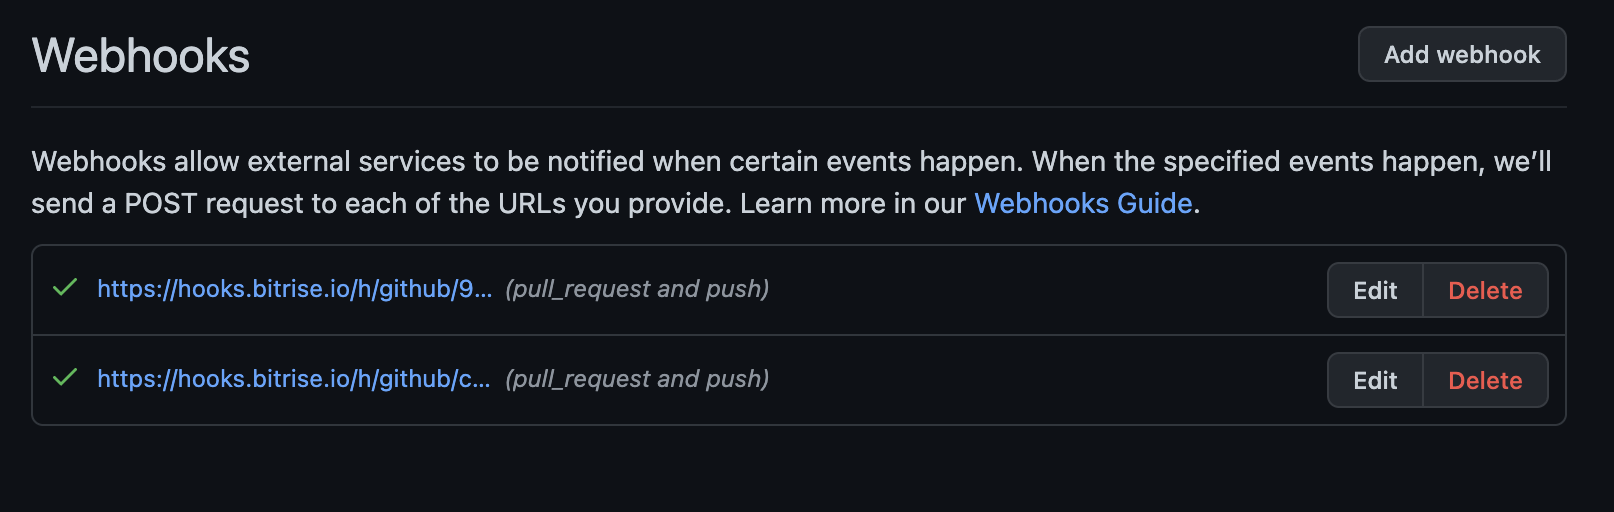 Webhooks
Add webhook
Webhooks allow external services to be notified when certain events happen. When the specified events happen, we’ll
send a POST request to each of the URLs you provide. Learn more in our Webhooks Guide.
https://hooks.bitrise.io/h/github/9... (pull_request and push) Edit Delete
https://hooks.bitrise.io/h/github/c... (pull_request and push) Edit Delete